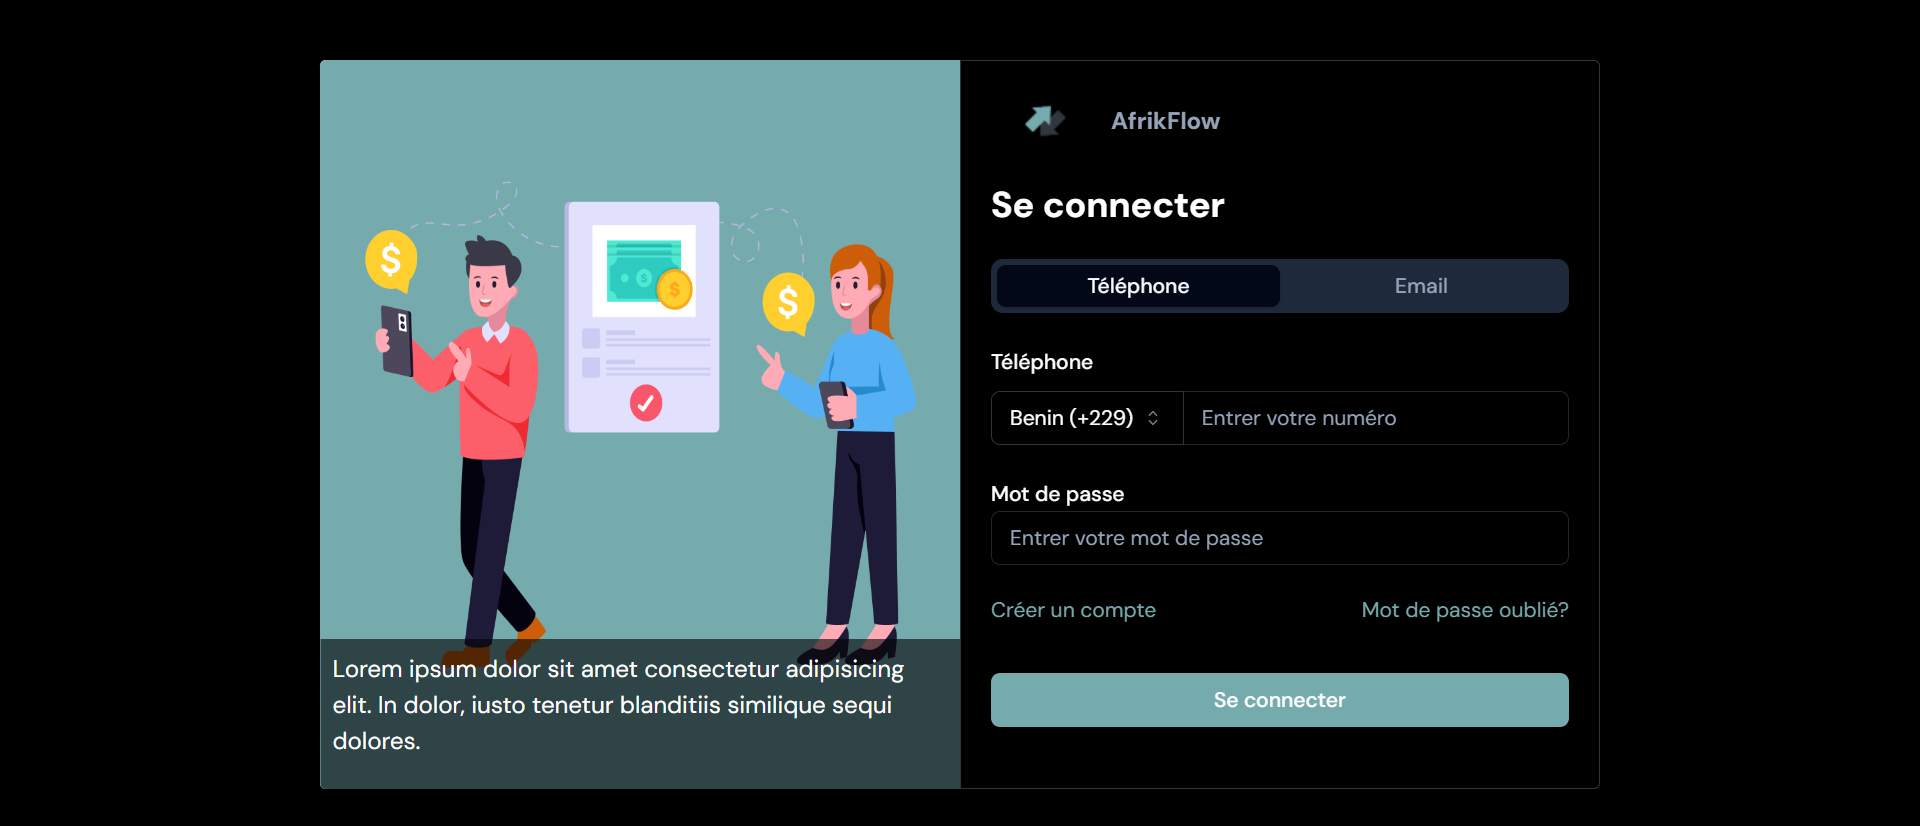 $
$
$
$
Lorem ipsum dolor sit amet consectetur adipisicing
elit. In dolor, iusto tenetur blanditiis similique sequi
dolores.
AfrikFlow
Se connecter
Téléphone
Email
Téléphone
Benin (+229)
Entrer votre numéro
Mot de passe
Entrer votre mot de passe
Créer un compte
Mot de passe oublié?
Se connecter